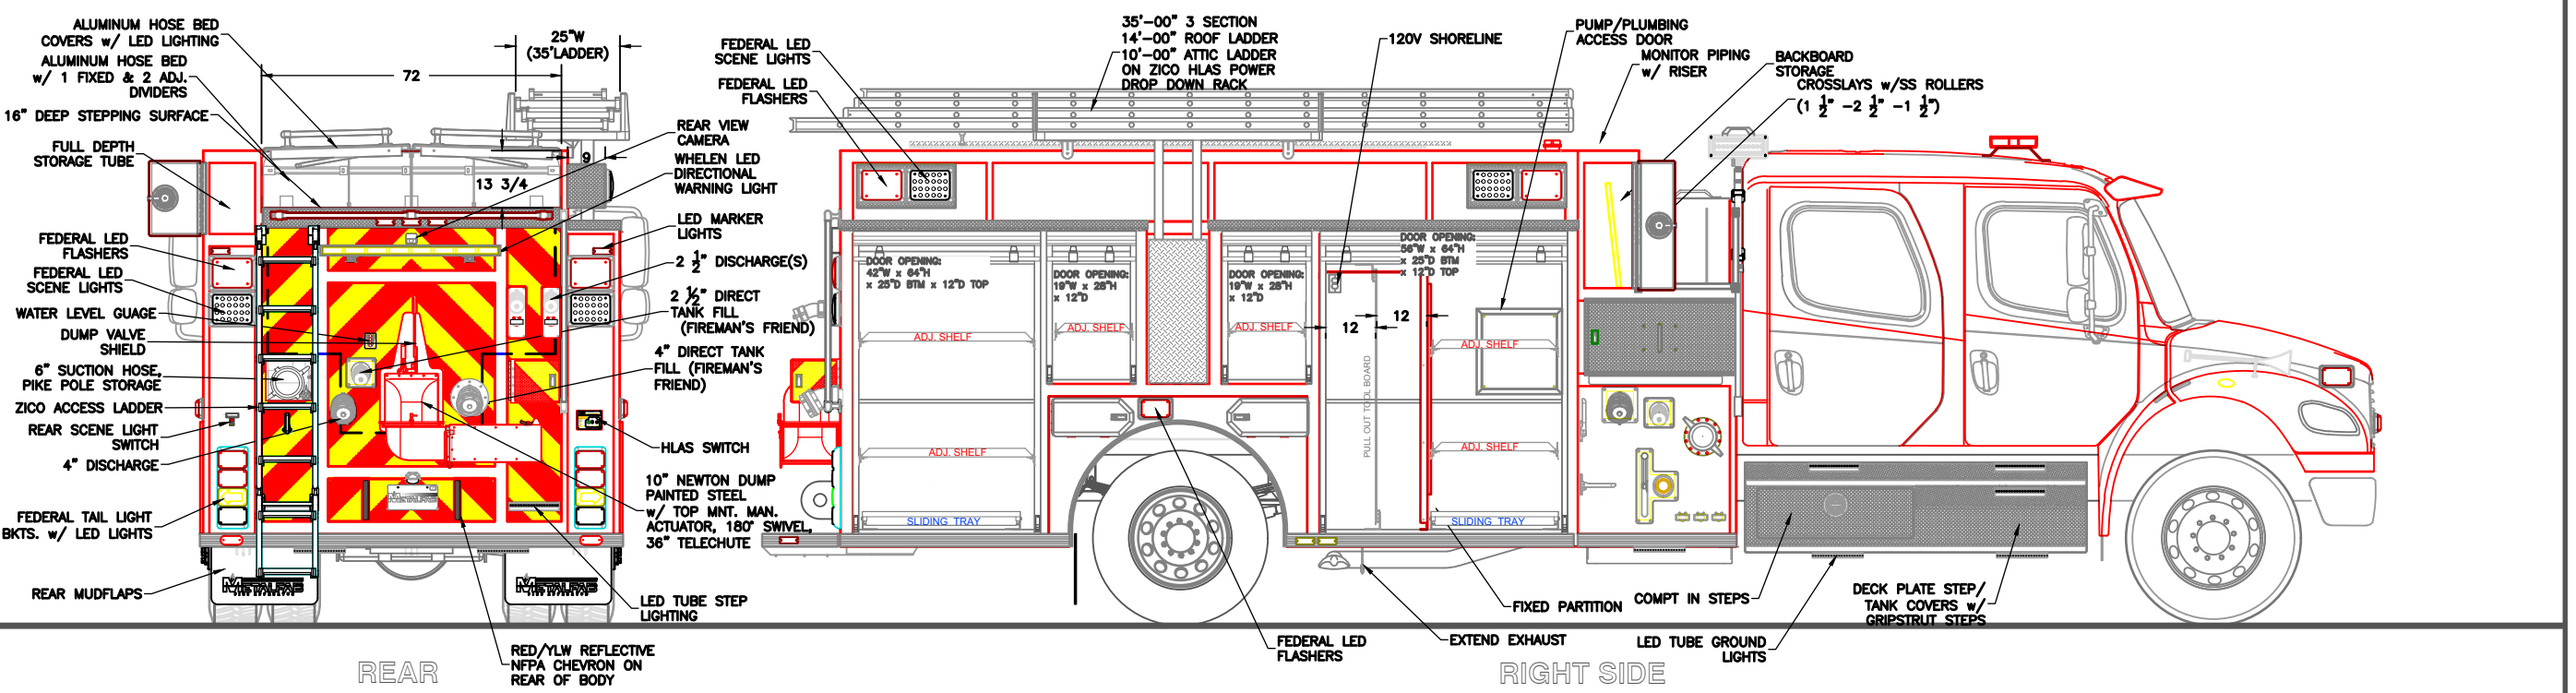 ALUMINUM HOSE BED
COVERS w/ LED LIGHTING
ALUMINUM HOSE BED
w/ 1 FIXED & 2 ADJ.
DIVIDERS
16" DEEP STEPPING SURFACE
FULL DEPTH
STORAGE TUBE
FEDERAL LED
FLASHERS
FEDERAL LED
SCENE LIGHTS
WATER LEVEL GUAGE
DUMP VALVE
SHIELD
6" SUCTION HOSE,
PIKE POLE STORAGE
ZICO ACCESS LADDER
REAR SCENE LIGHT
SWITCH
4" DISCHARGE
FEDERAL TAIL LIGHT
BKTS. w/ LED LIGHTS
REAR MUDFLAPS
72
25"W
(35'LADDER)
9
13 3/4
REAR VIEW
CAMERA
WHELEN LED
DIRECTIONAL
WARNING LIGHT
LED MARKER
LIGHTS
2 1/2" DISCHARGE(S)
2 1/2" DIRECT
TANK FILL
(FIREMAN'S FRIEND)
4" DIRECT TANK
FILL (FIREMAN'S
FRIEND)
HLAS SWITCH
10" NEWTON DUMP
PAINTED STEEL
w/ TOP MNT. MAN.
ACTUATOR, 180° SWIVEL,
36" TELECHUTE
LED TUBE STEP
LIGHTING
RED/YLW REFLECTIVE
NFPA CHEVRON ON
REAR OF BODY
METALFAB
METALFAB
METALFAB
REAR
FEDERAL LED
SCENE LIGHTS
FEDERAL LED
FLASHERS
35'-00" 3 SECTION
14'-00" ROOF LADDER
10'-00" ATTIC LADDER
ON ZICO HLAS POWER
DROP DOWN RACK
120V SHORELINE
PUMP/PLUMBING
ACCESS DOOR
MONITOR PIPING
w/ RISER
BACKBOARD
STORAGE
CROSSLAYS w/SS ROLLERS
(1 1/2" -2 1/2" -1 1/2")
DOOR OPENING:
42"W x 64"H
x 25"D BTM x 12"D TOP
DOOR OPENING:
19"W x 28"H
x 12"D
DOOR OPENING:
19"W x 28"H
x 12"D
DOOR OPENING:
56"W x 64"H
x 25"D BTM
x 12"D TOP
12
12
ADJ. SHELF
ADJ. SHELF
ADJ. SHELF
ADJ. SHELF
ADJ. SHELF
ADJ. SHELF
PULL OUT TOOL BOARD
SLIDING TRAY
SLIDING TRAY
FEDERAL LED
FLASHERS
EXTEND EXHAUST
FIXED PARTITION
COMPT IN STEPS
LED TUBE GROUND
LIGHTS
DECK PLATE STEP/
TANK COVERS w/
GRIPSTRUT STEPS
RIGHT SIDE